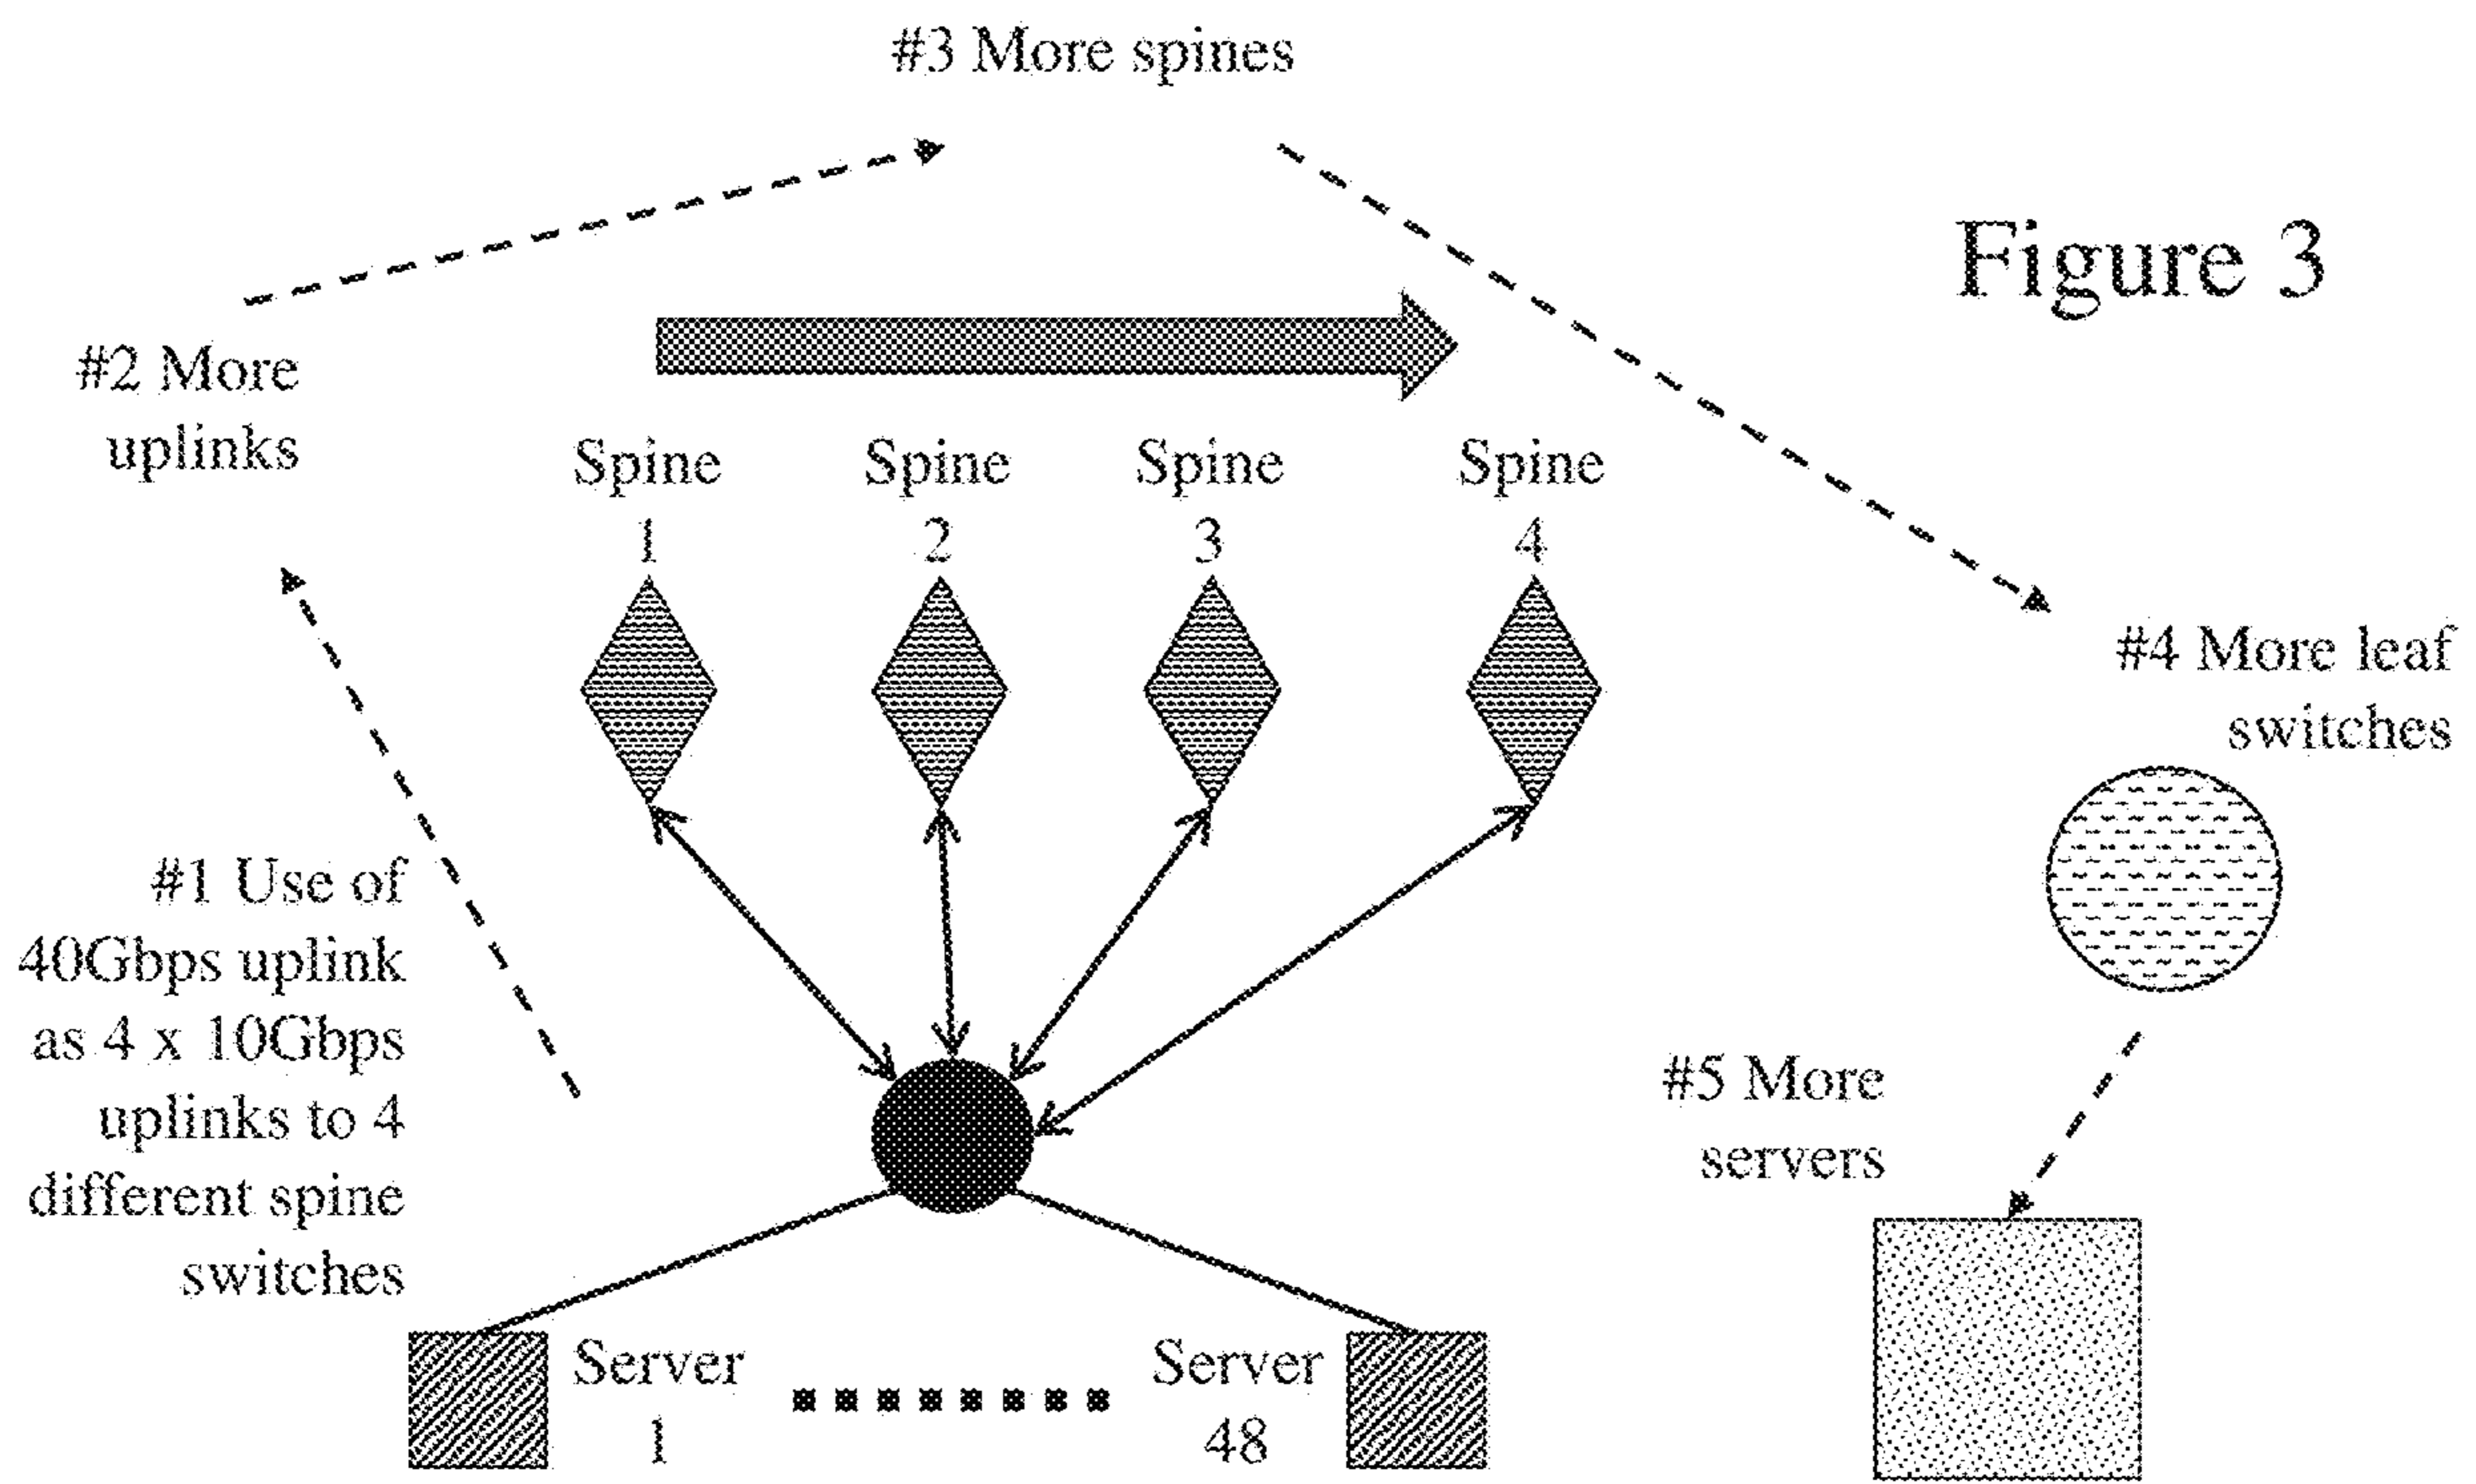 #3 More spines
Figure 3
#2 More
uplinks
Spine
1
Spine
2
Spine
3
Spine
4
#4 More leaf
switches
#1 Use of
40Gbps uplink
as 4 x 10Gbps
uplinks to 4
different spine
switches
#5 More
servers
Server
1
Server
48